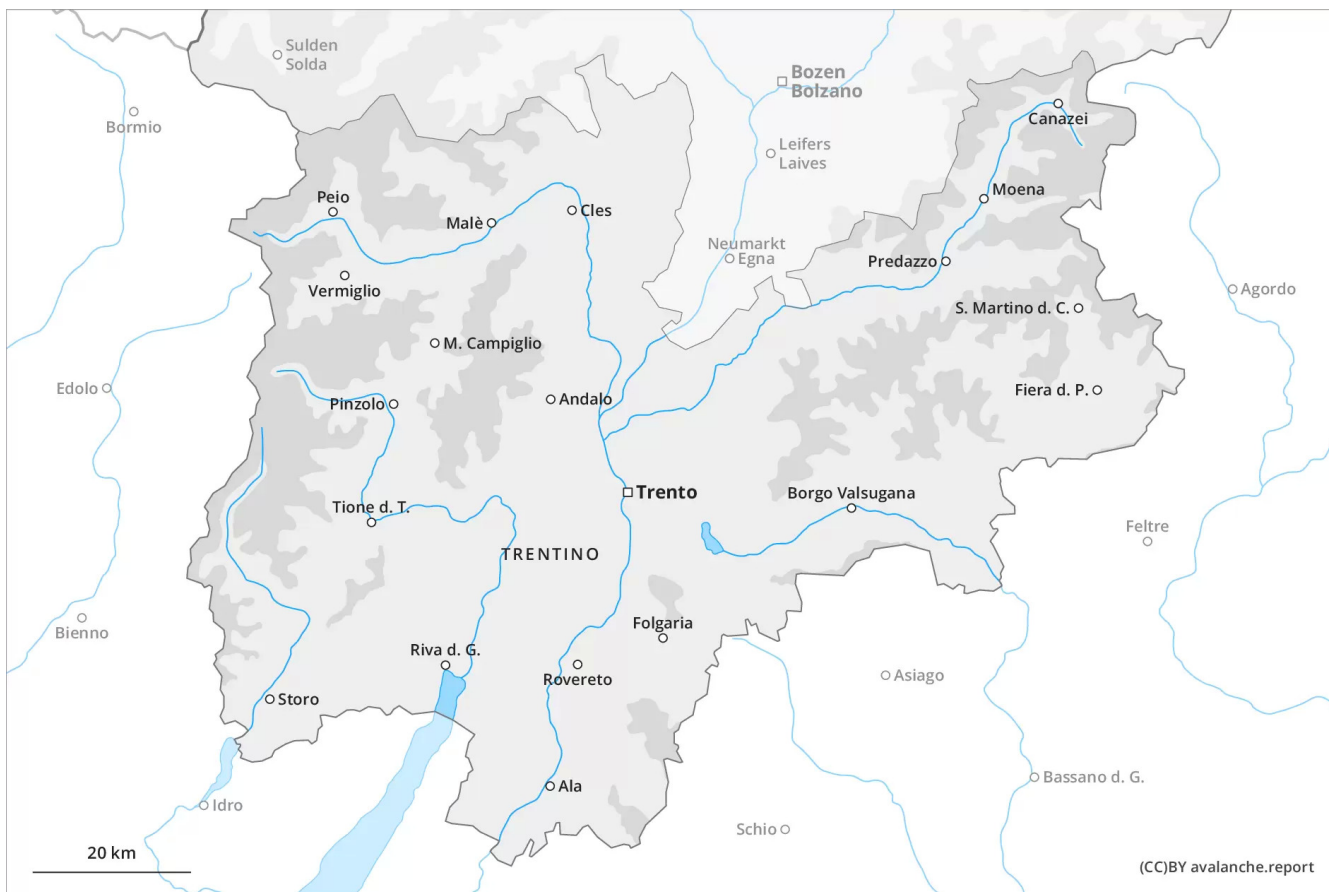 Sulden
Solda
Bozen
Bolzano
Bormio
Canazei
Leifers
Laives
Peio
Moena
Malè
Cles
Neumarkt
Egna
Predazzo
Vermiglio
Agordo
S. Martino d. C.
M. Campiglio
Edolo
Fiera d. P.
Pinzolo
Andalo
Trento
Borgo Valsugana
Tione d. T.
Feltre
TRENTINO
Bienno
Folgaria
Riva d. G.
Rovereto
Asiago
Storo
Bassano d. G.
Ala
Idro
Schio
20 km
(CC)BY avalanche.report